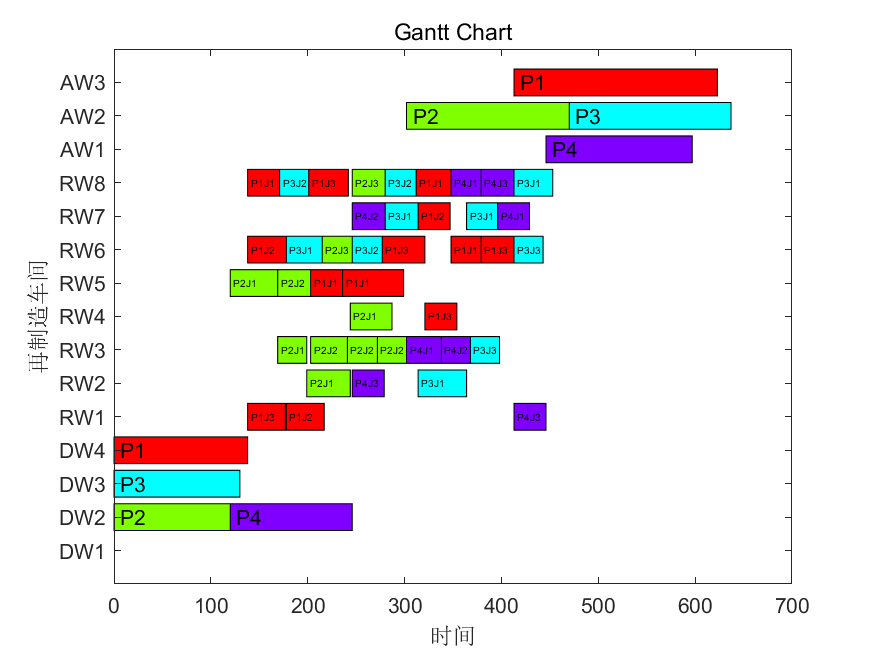 Gantt Chart
AW3 P1
AW2 P2 P3
AW1 P4
RW8 P1J1 P3J2 P1J3 P2J3 P3J2 P1J1 P4J1 P4J3 P3J1
RW7 P4J2 P3J1 P1J2 P3J1 P4J1
RW6 P1J2 P3J1 P2J3 P3J2 P1J3 P1J1 P1J3 P3J3
RW5 P2J1 P2J2 P1J1 P1J1
RW4 P2J1 P1J3
RW3 P2J1 P2J2 P2J2 P2J2 P4J1 P4J2 P3J3
RW2 P2J1 P4J3 P3J1
RW1 P1J3 P1J2 P4J3
DW4 P1
DW3 P3
DW2 P2 P4
DW1
再制造车间
0 100 200 300 400 500 600 700
时间